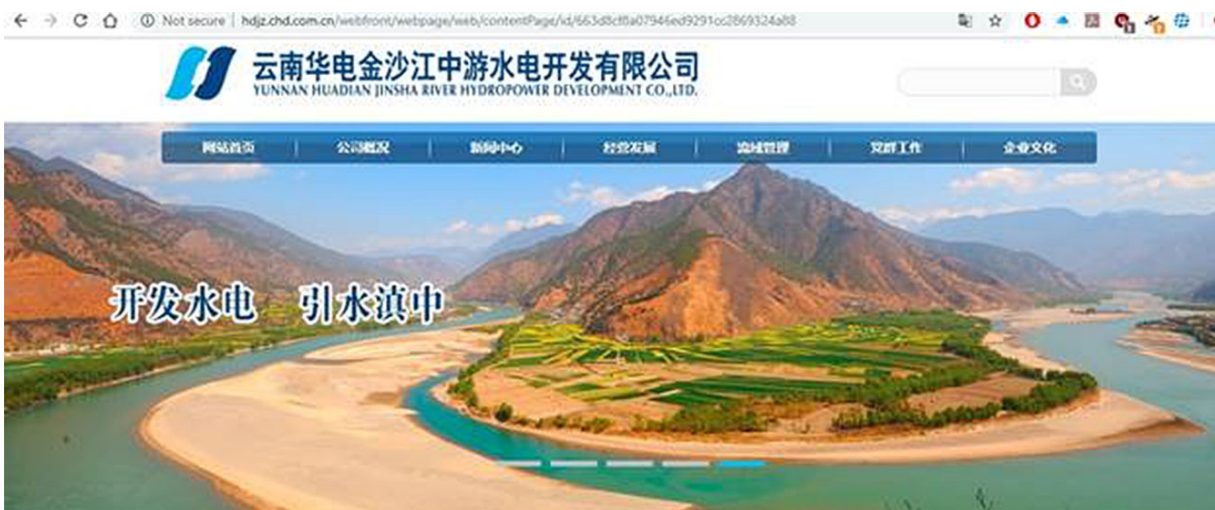 Not secure | hdjz.chd.com.cn/webfront/webpage/web/contentPage/id/663d8cf8a07946ed9291cc2869324a88
云南华电金沙江中游水电开发有限公司
YUNNAN HUADIAN JINSHA RIVER HYDROPOWER DEVELOPMENT CO.,LTD.
网站首页 | 公司概况 | 新闻中心 | 经营发展 | 流域管理 | 党群工作 | 企业文化
开发水电 引水滇中